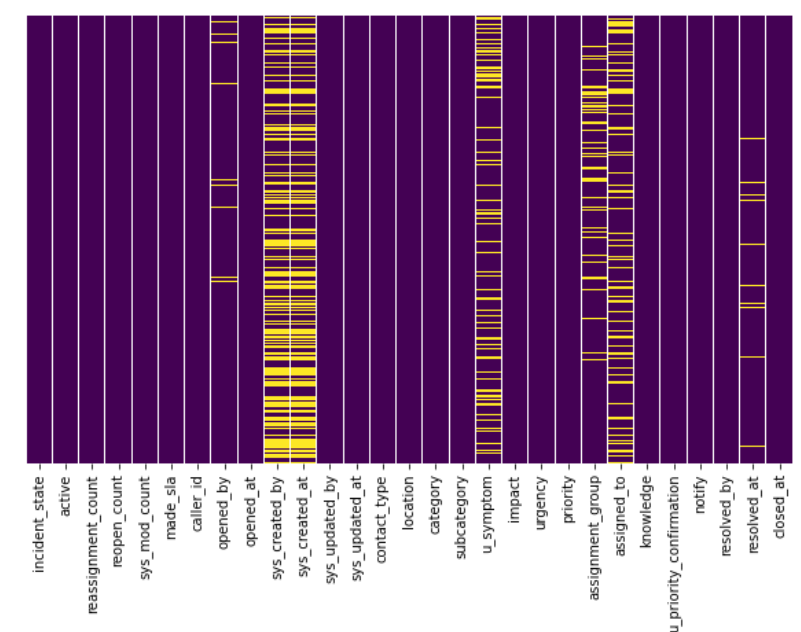 incident_state
active
reassignment_count
reopen_count
sys_mod_count
made_sla
caller_id
opened_by
opened_at
sys_created_by
sys_created_at
sys_updated_by
sys_updated_at
contact_type
location
category
subcategory
u_symptom
impact
urgency
priority
assignment_group
assigned_to
knowledge
u_priority_confirmation
notify
resolved_by
resolved_at
closed_at